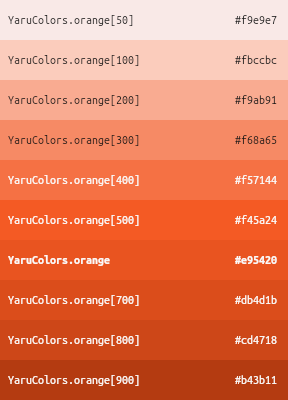 YaruColors.orange[50] #f9e9e7
YaruColors.orange[100] #fbccbc
YaruColors.orange[200] #f9ab91
YaruColors.orange[300] #f68a65
YaruColors.orange[400] #f57144
YaruColors.orange[500] #f45a24
YaruColors.orange #e95420
YaruColors.orange[700] #db4d1b
YaruColors.orange[800] #cd4718
YaruColors.orange[900] #b43b11